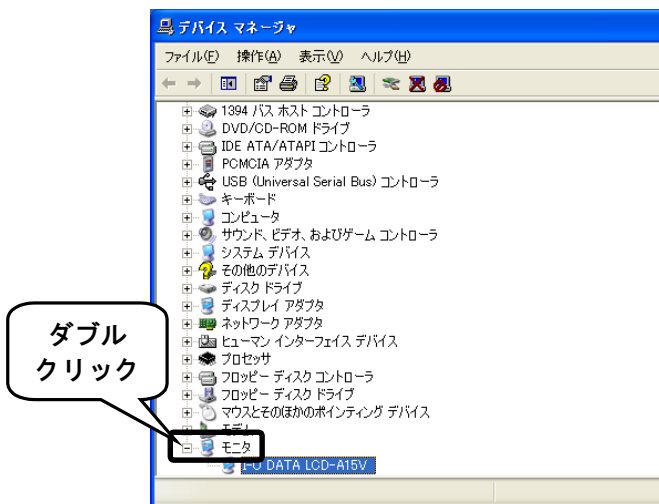 デバイス マネージャ
ファイル(F) 操作(A) 表示(V) ヘルプ(H)
1394 バス ホスト コントローラ
DVD/CD-ROM ドライブ
IDE ATA/ATAPI コントローラ
PCMCIA アダプタ
USB (Universal Serial Bus) コントローラ
キーボード
コンピュータ
サウンド、ビデオ、およびゲーム コントローラ
システム デバイス
その他のデバイス
ディスク ドライブ
ディスプレイ アダプタ
ネットワーク アダプタ
ヒューマン インターフェイス デバイス
プロセッサ
フロッピー ディスク コントローラ
フロッピー ディスク ドライブ
マウスとそのほかのポインティング デバイス
モデム
モニタ
I-O DATA LCD-A15V
ダブル
クリック